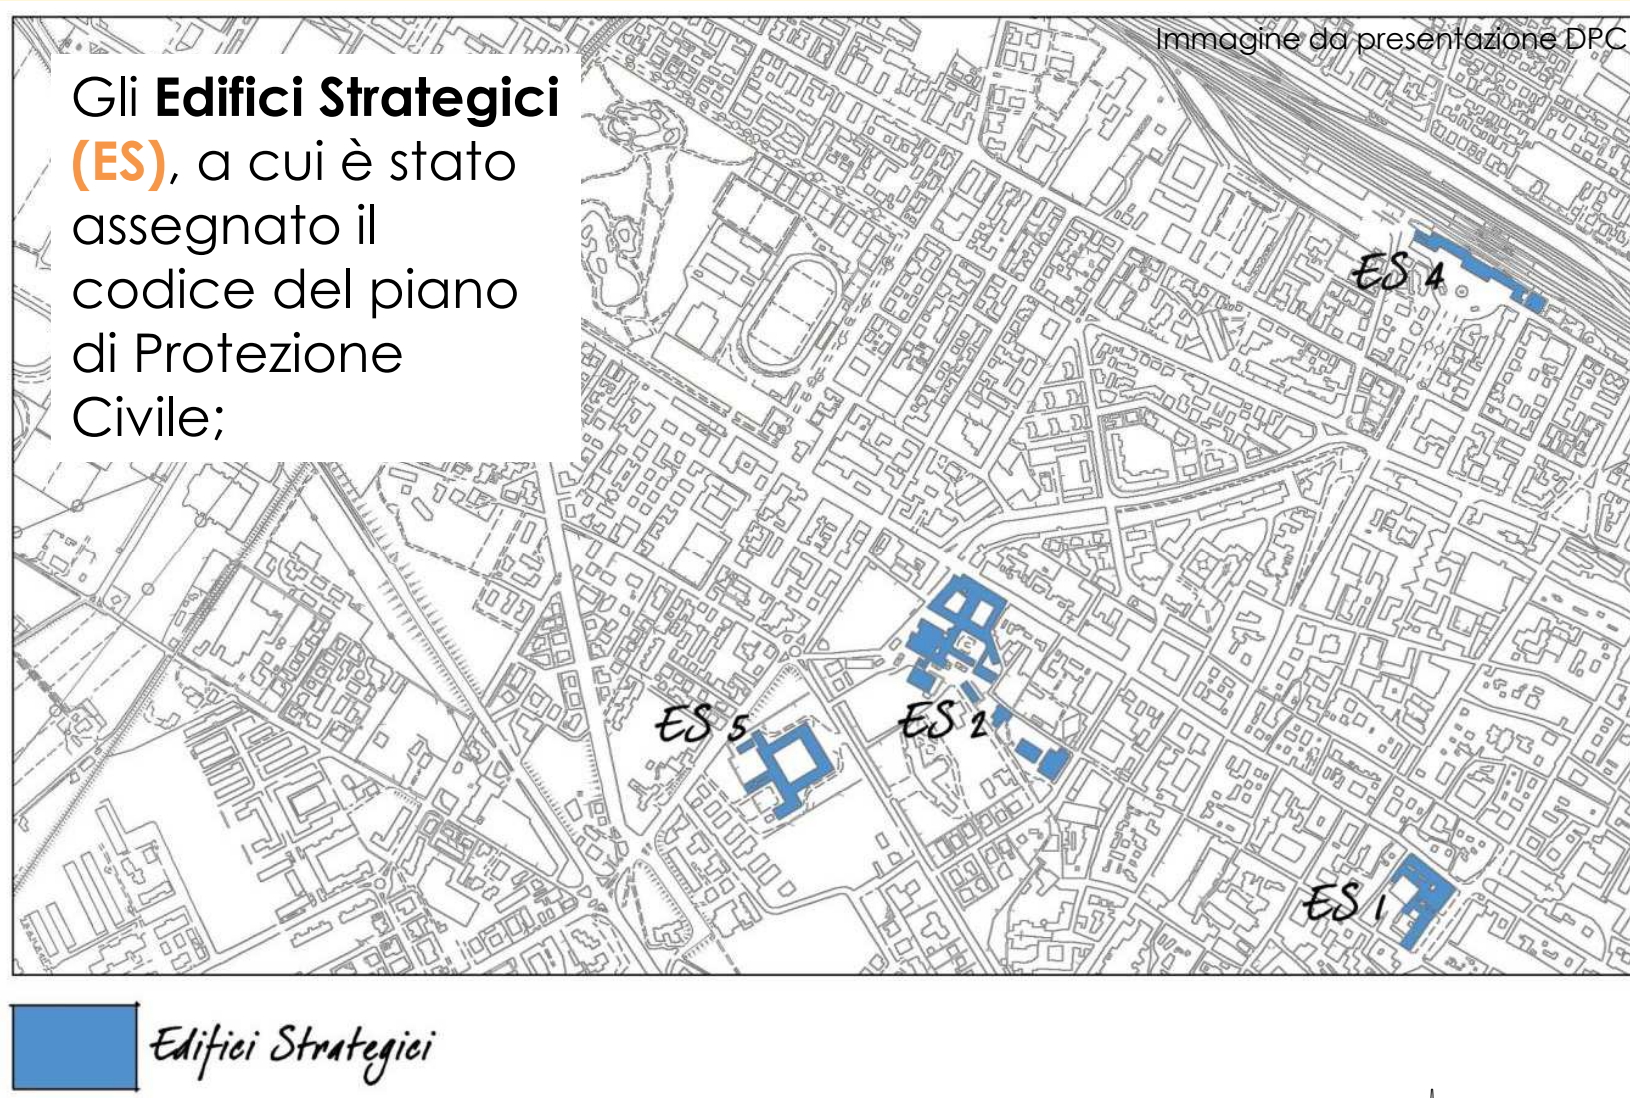 Immagine da presentazione DPC
Gli Edifici Strategici
(ES), a cui è stato
assegnato il
codice del piano
di Protezione
Civile;
ES 4
ES 5
ES 2
ES 1
Edifici Strategici